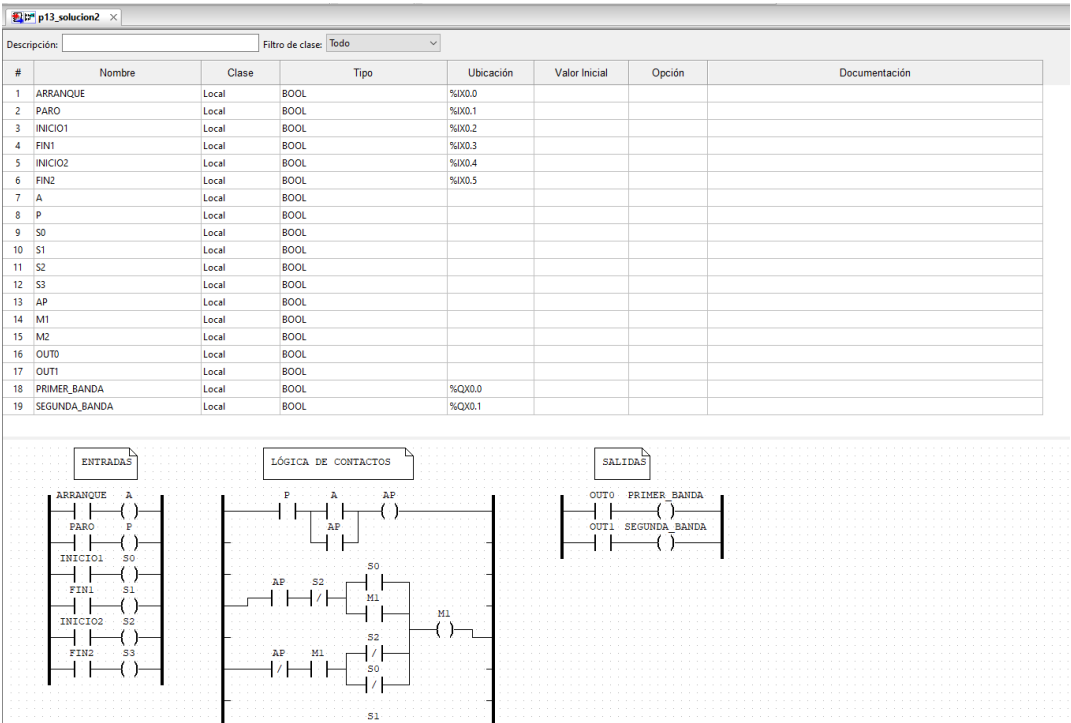 p13_solucion2
Descripción: Filtro de clase: Todo
# Nombre Clase Tipo Ubicación Valor Inicial Opción Documentación
1 ARRANQUE Local BOOL %IX0.0
2 PARO Local BOOL %IX0.1
3 INICIO1 Local BOOL %IX0.2
4 FIN1 Local BOOL %IX0.3
5 INICIO2 Local BOOL %IX0.4
6 FIN2 Local BOOL %IX0.5
7 A Local BOOL
8 P Local BOOL
9 S0 Local BOOL
10 S1 Local BOOL
11 S2 Local BOOL
12 S3 Local BOOL
13 AP Local BOOL
14 M1 Local BOOL
15 M2 Local BOOL
16 OUT0 Local BOOL
17 OUT1 Local BOOL
18 PRIMER_BANDA Local BOOL %QX0.0
19 SEGUNDA_BANDA Local BOOL %QX0.1
ENTRADAS
ARRANQUE A
PARO P
INICIO1 S0
FIN1 S1
INICIO2 S2
FIN2 S3
LÓGICA DE CONTACTOS
P A AP
AP
S0
AP S2
M1
M1
S2
AP M1
S0
S1
SALIDAS
OUT0 PRIMER_BANDA
OUT1 SEGUNDA_BANDA